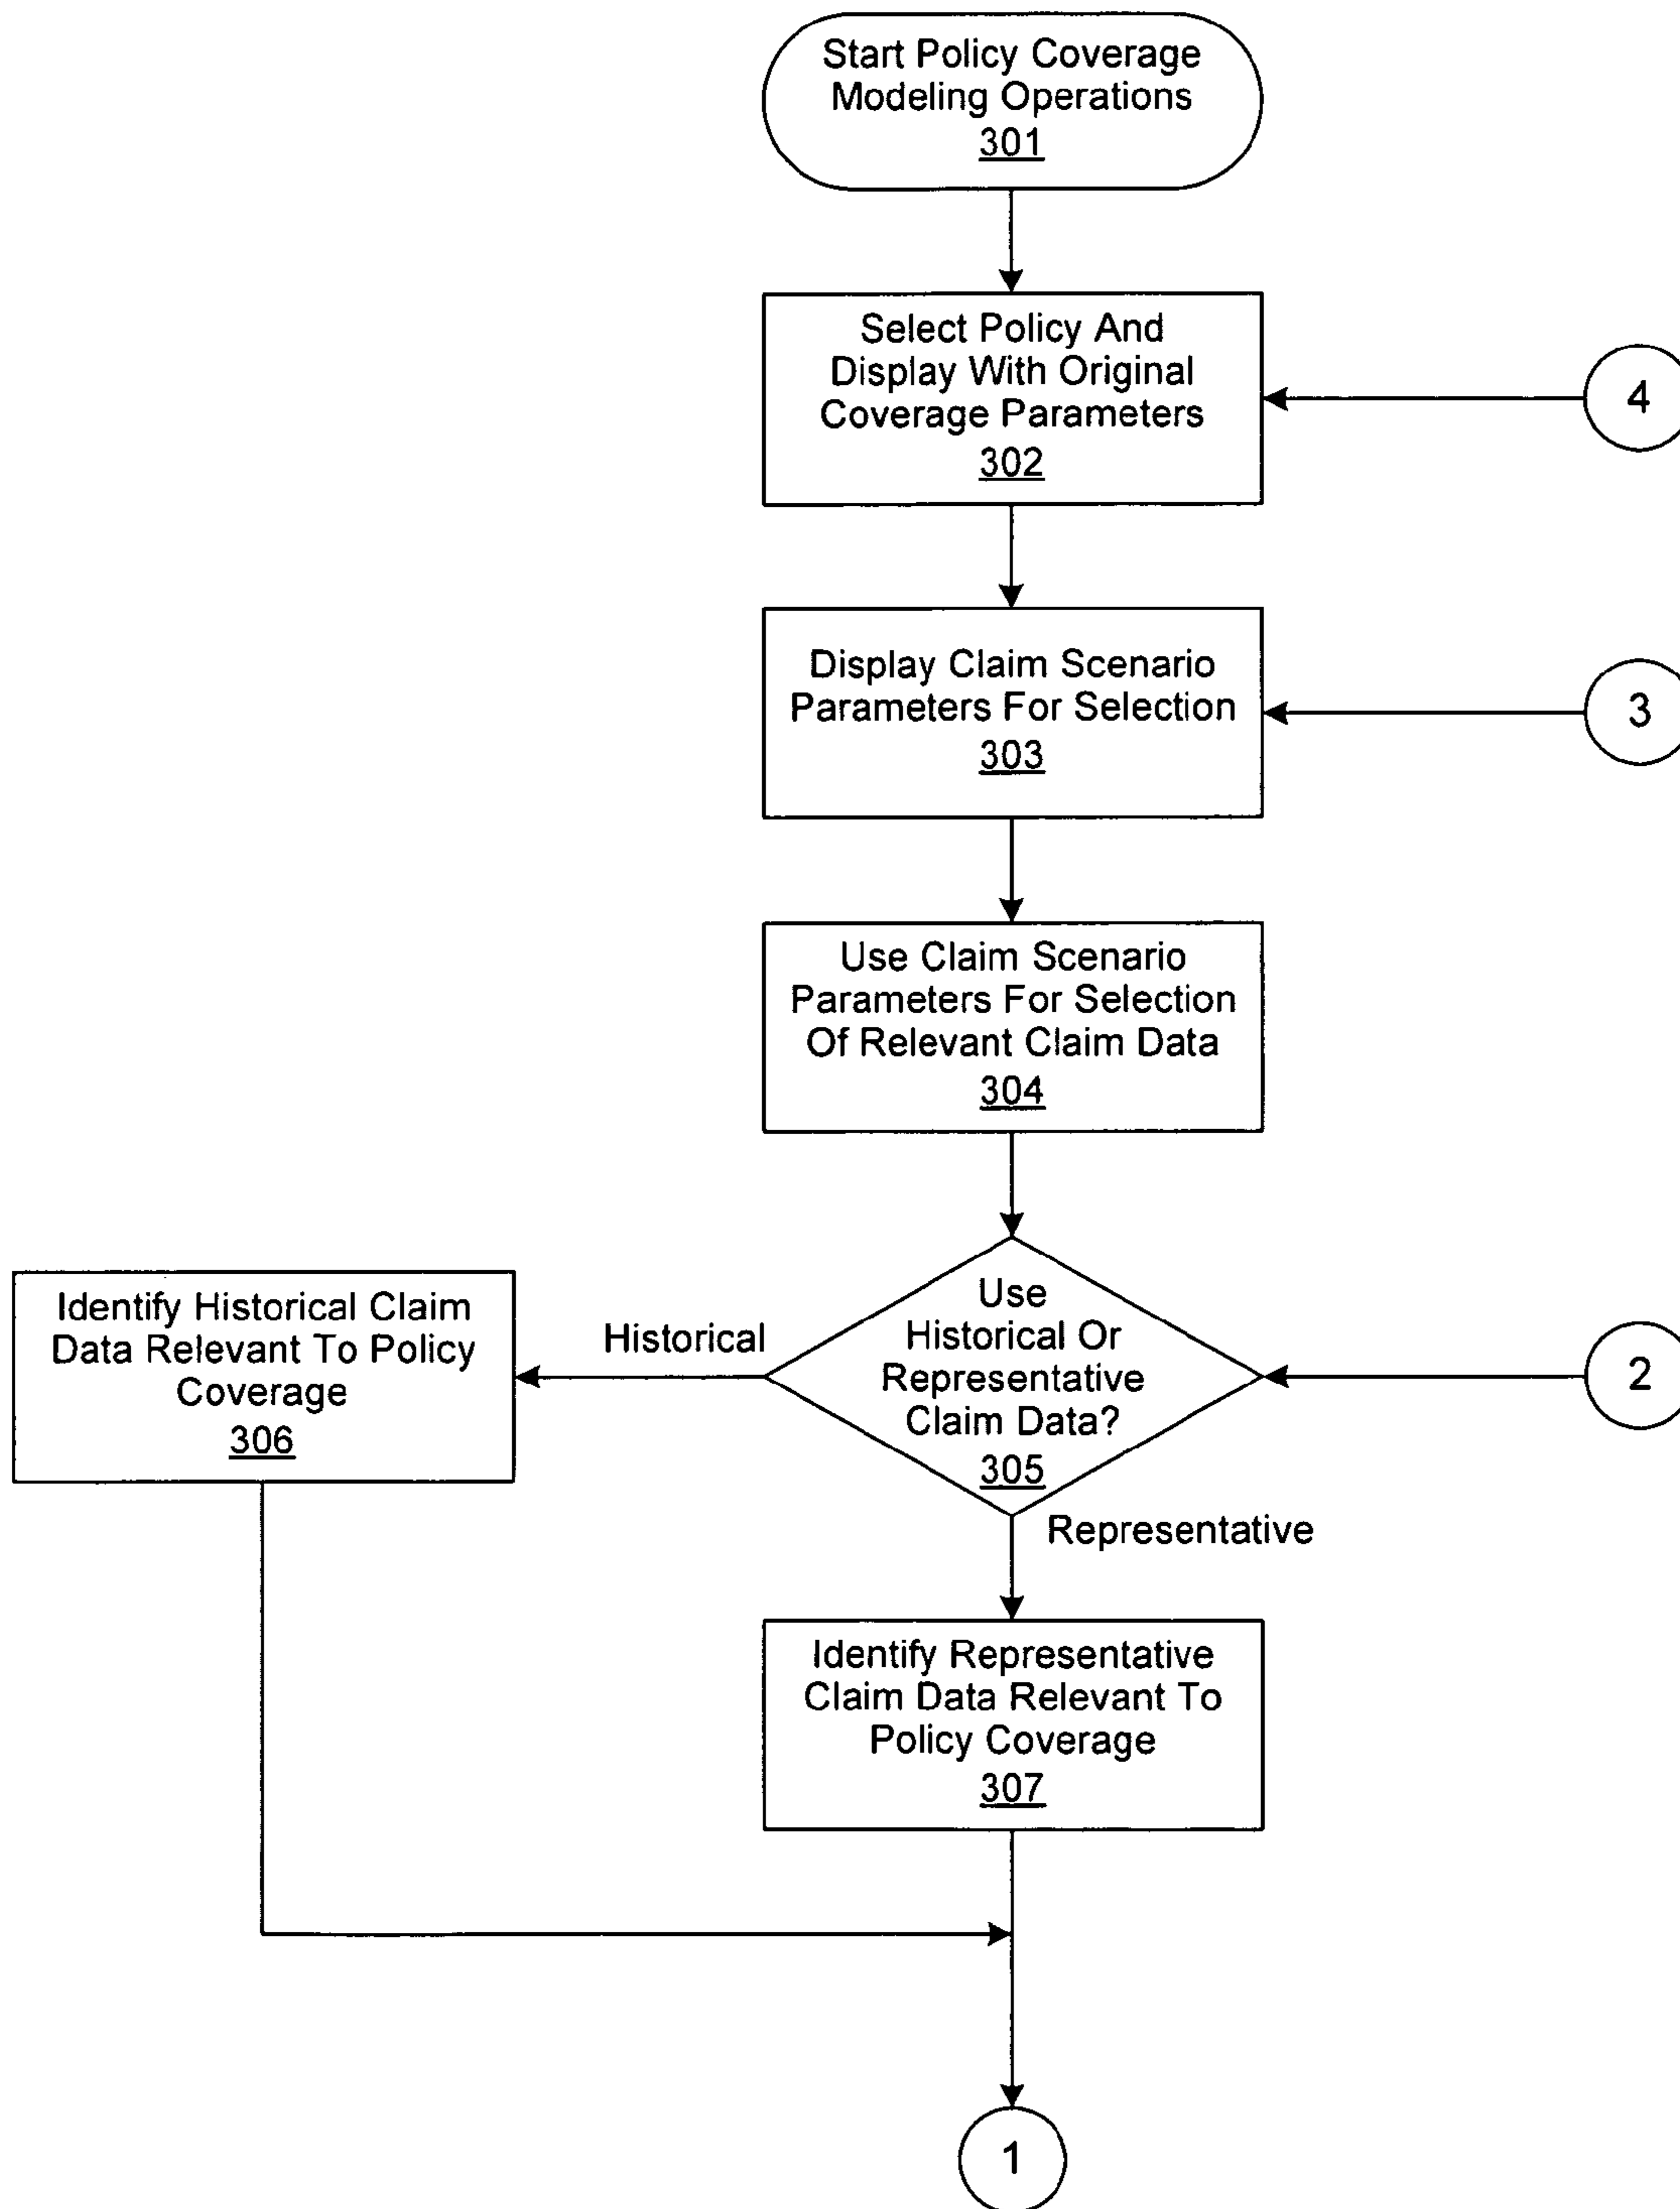 Start Policy Coverage
Modeling Operations
301
Select Policy And
Display With Original
Coverage Parameters
302
4
Display Claim Scenario
Parameters For Selection
303
3
Use Claim Scenario
Parameters For Selection
Of Relevant Claim Data
304
Identify Historical Claim
Data Relevant To Policy
Coverage
306
Historical
Use
Historical Or
Representative
Claim Data?
305
2
Representative
Identify Representative
Claim Data Relevant To
Policy Coverage
307
1